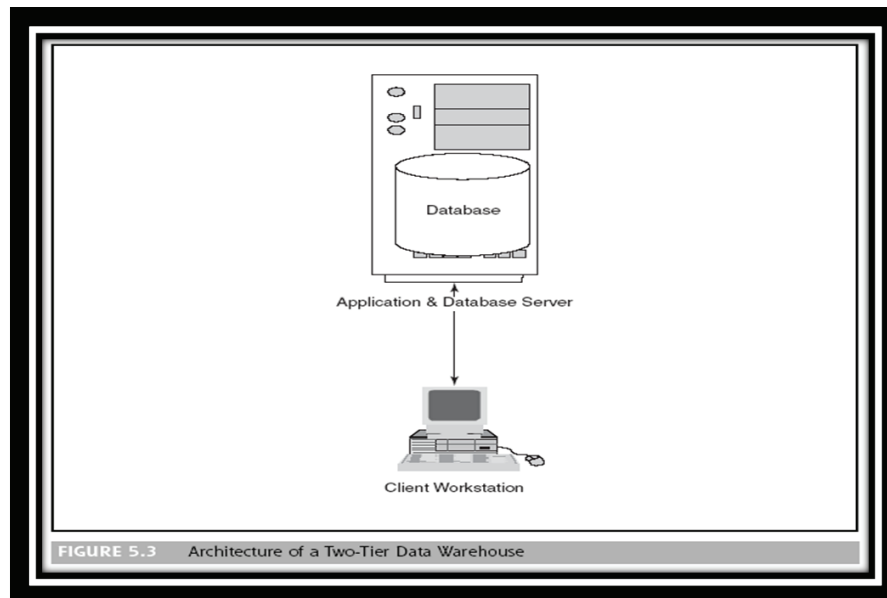 Database
Application & Database Server
Client Workstation
FIGURE 5.3 Architecture of a Two-Tier Data Warehouse